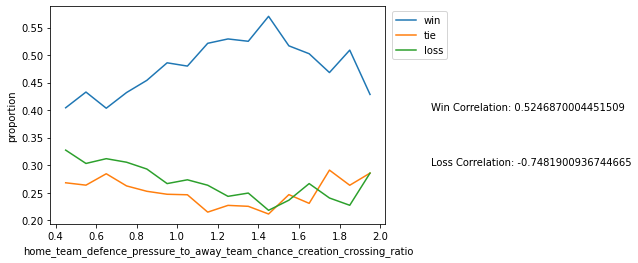 win
tie
loss
0.55
0.50
0.45
0.40
0.35
0.30
0.25
0.20
proportion
Win Correlation: 0.5246870004451509
Loss Correlation: -0.7481900936744665
0.4 0.6 0.8 1.0 1.2 1.4 1.6 1.8 2.0
home_team_defence_pressure_to_away_team_chance_creation_crossing_ratio